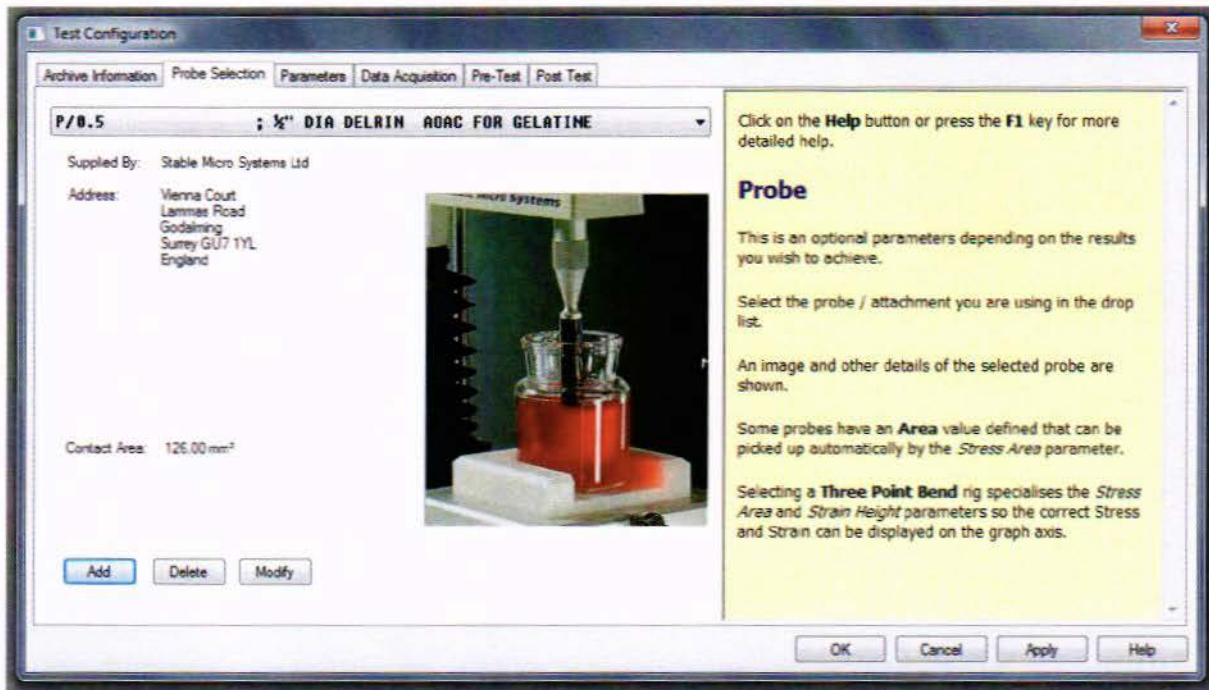 Test Configuration
Archive Information
Probe Selection
Parameters
Data Acquisition
Pre-Test
Post Test
P/0.5 ; ½" DIA DELRIN AOAC FOR GELATINE
Supplied By: Stable Micro Systems Ltd
Address: Vienna Court
Lammas Road
Godalming
Surrey GU7 1YL
England
Micro Systems
Contact Area: 126.00 mm²
Add
Delete
Modify
Click on the Help button or press the F1 key for more
detailed help.
Probe
This is an optional parameters depending on the results
you wish to achieve.
Select the probe / attachment you are using in the drop
list.
An image and other details of the selected probe are
shown.
Some probes have an Area value defined that can be
picked up automatically by the Stress Area parameter.
Selecting a Three Point Bend rig specialises the Stress
Area and Strain Height parameters so the correct Stress
and Strain can be displayed on the graph axis.
OK
Cancel
Apply
Help